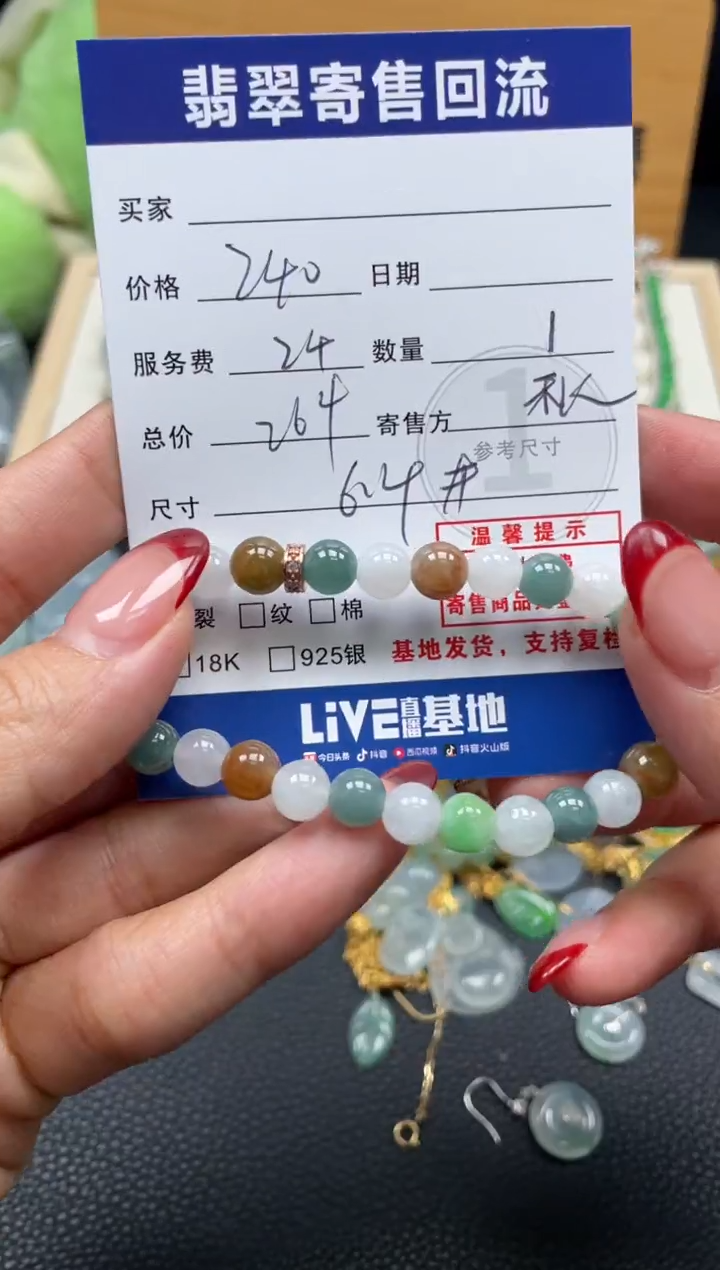 翡翠寄售回流
买家
价格 240 日期
服务费 24 数量 1
总价 264 寄售方 私人
尺寸 6.4#
1
参考尺寸
温馨提示
寄售商品
裂 纹 棉
18K 925银 基地发货，支持复检
LiVE直播基地
今日头条 抖音 西瓜视频 抖音火山版